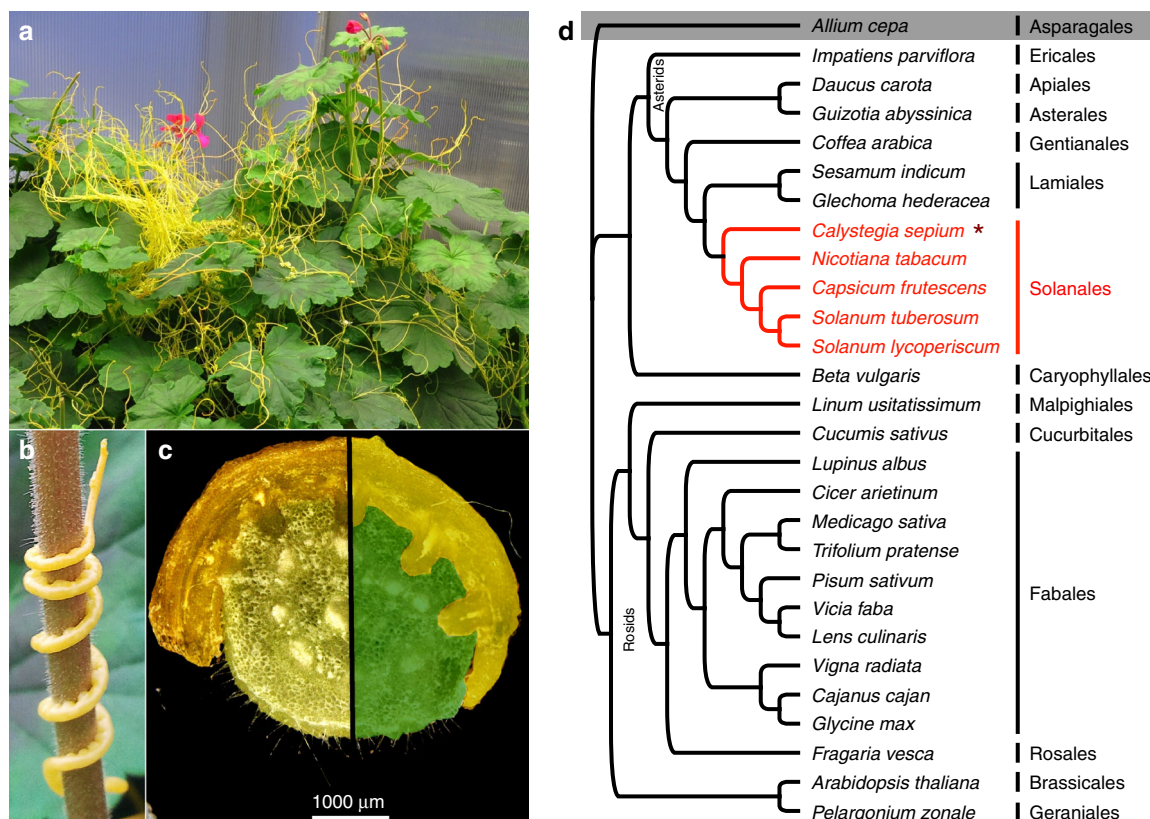 a
b
c
1000 µm
d
Allium cepa Asparagales
Impatiens parviflora Ericales
Asterids
Daucus carota Apiales
Guizotia abyssinica Asterales
Coffea arabica Gentianales
Sesamum indicum
Glechoma hederacea
Lamiales
Calystegia sepium *
Nicotiana tabacum
Capsicum frutescens
Solanum tuberosum
Solanum lycoperiscum
Solanales
Beta vulgaris Caryophyllales
Linum usitatissimum Malpighiales
Cucumis sativus Cucurbitales
Rosids
Lupinus albus
Cicer arietinum
Medicago sativa
Trifolium pratense
Pisum sativum
Vicia faba
Lens culinaris
Vigna radiata
Cajanus cajan
Glycine max
Fabales
Fragaria vesca Rosales
Arabidopsis thaliana Brassicales
Pelargonium zonale Geraniales